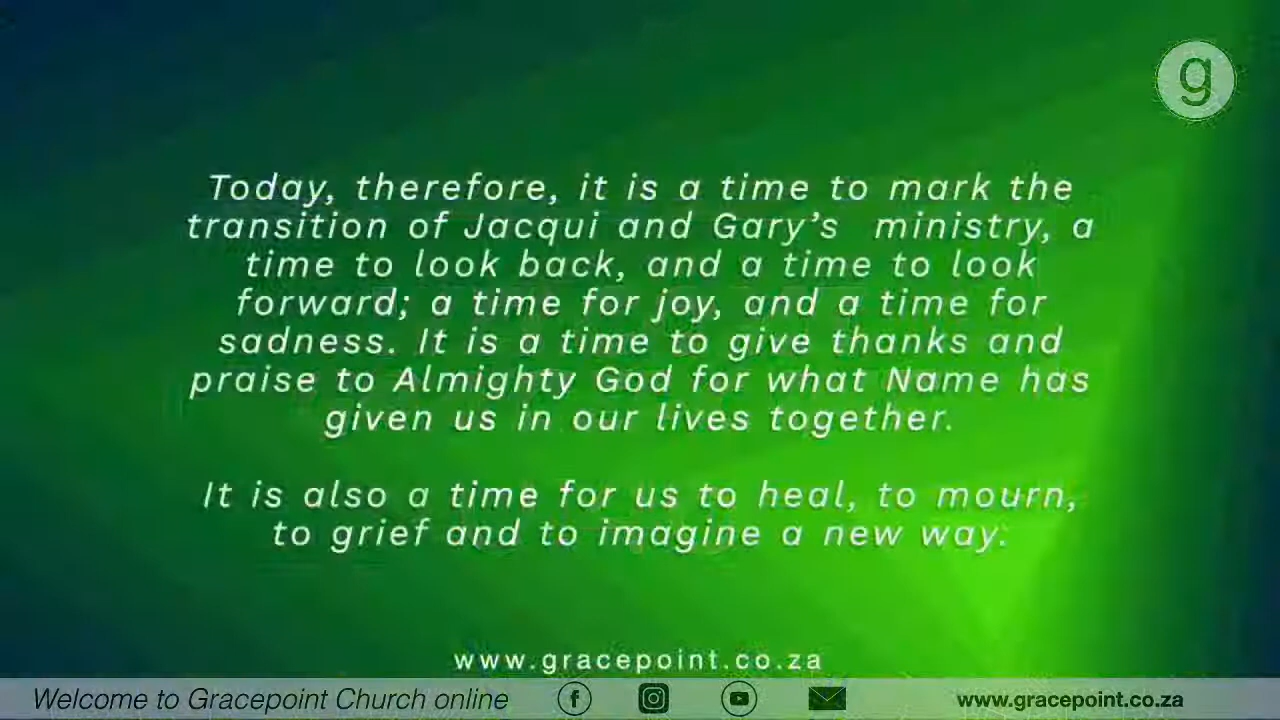 g
Today, therefore, it is a time to mark the
transition of Jacqui and Gary’s  ministry, a
time to look back, and a time to look
forward; a time for joy, and a time for
sadness. It is a time to give thanks and
praise to Almighty God for what Name has
given us in our lives together.
It is also a time for us to heal, to mourn,
to grief and to imagine a new way.
www.gracepoint.co.za
Welcome to Gracepoint Church online f www.gracepoint.co.za